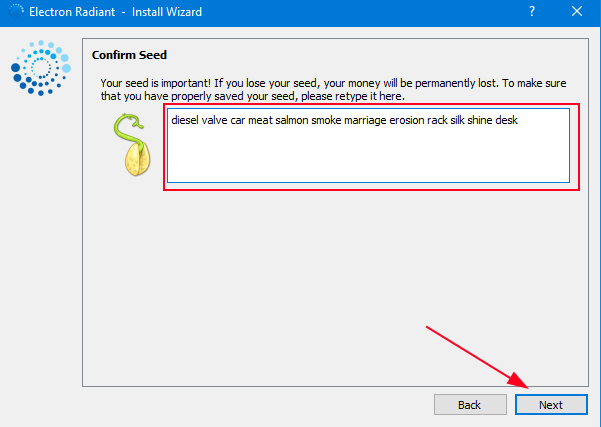 Electron Radiant - Install Wizard
?
Confirm Seed
Your seed is important! If you lose your seed, your money will be permanently lost. To make sure
that you have properly saved your seed, please retype it here.
diesel valve car meat salmon smoke marriage erosion rack silk shine desk
Back
Next